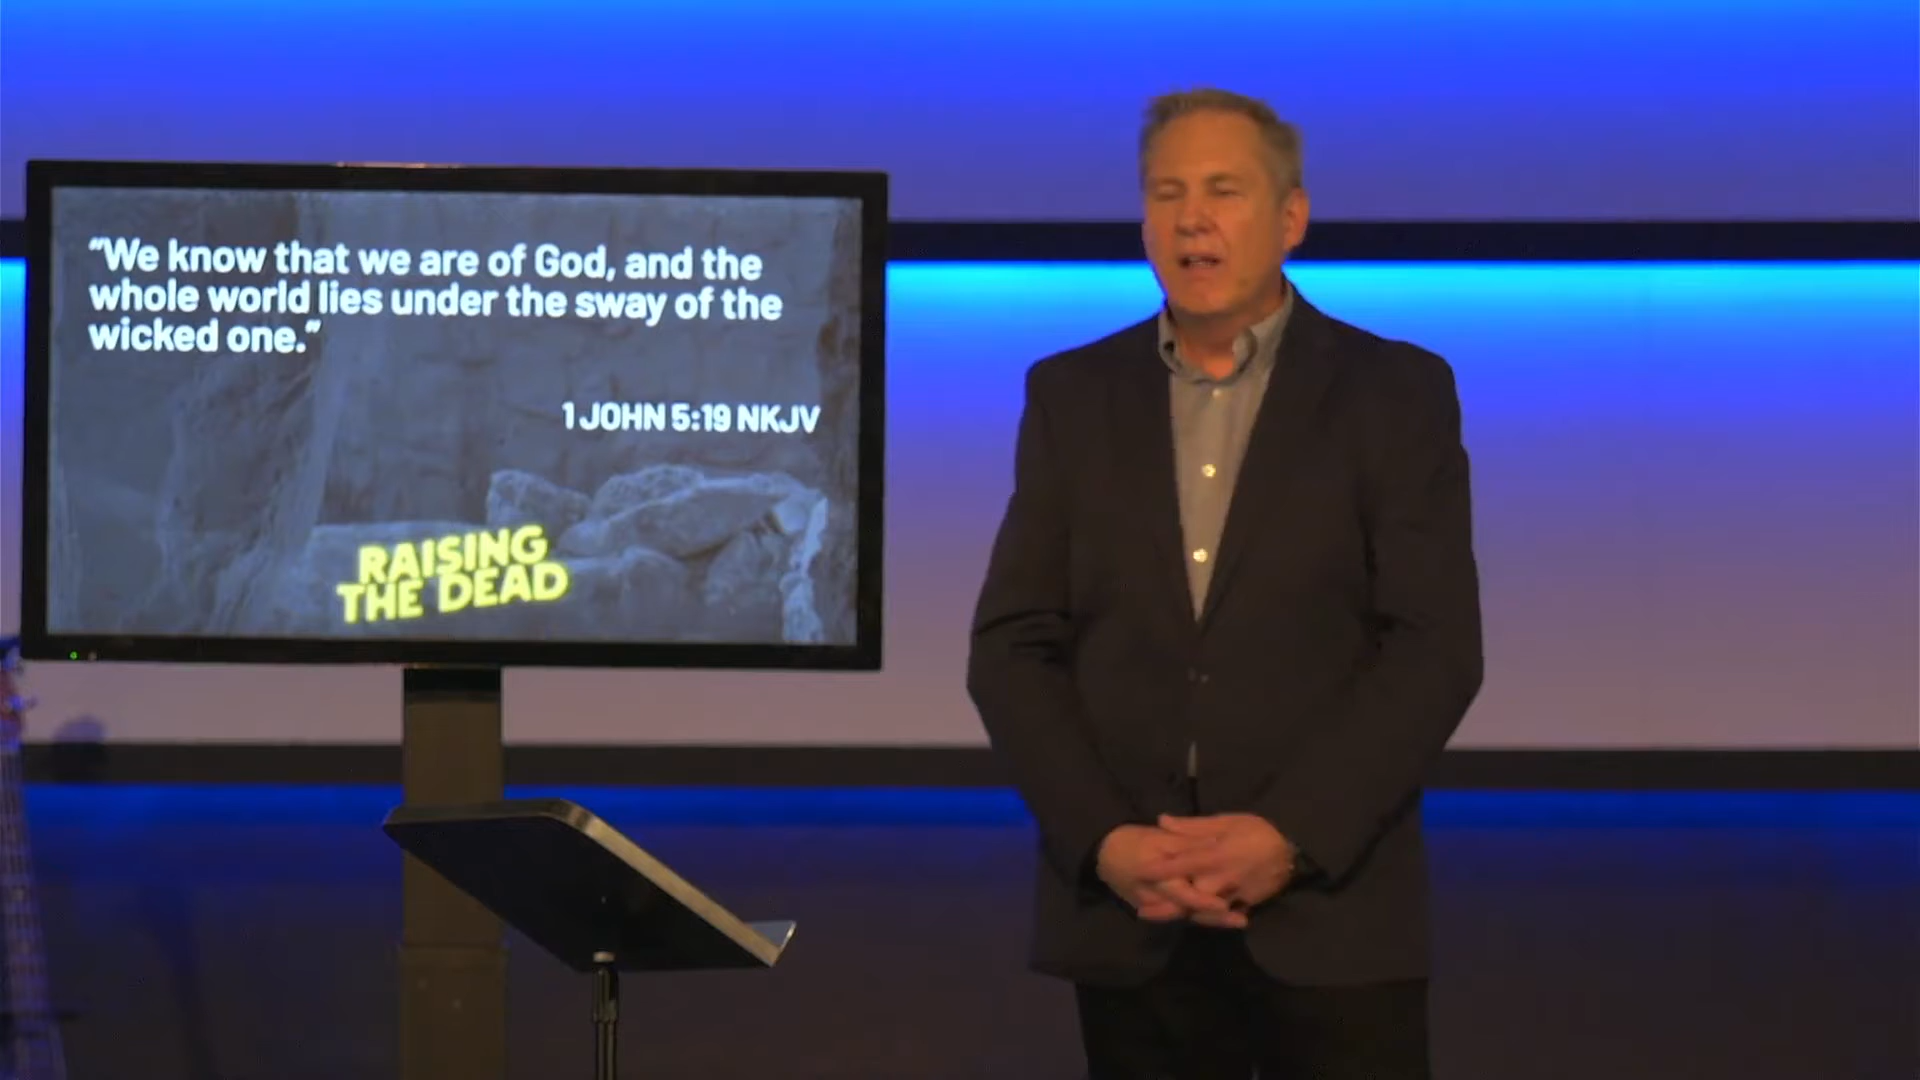 “We know that we are of God, and the
whole world lies under the sway of the
wicked one.”
1 JOHN 5:19 NKJV
RAISING
THE DEAD